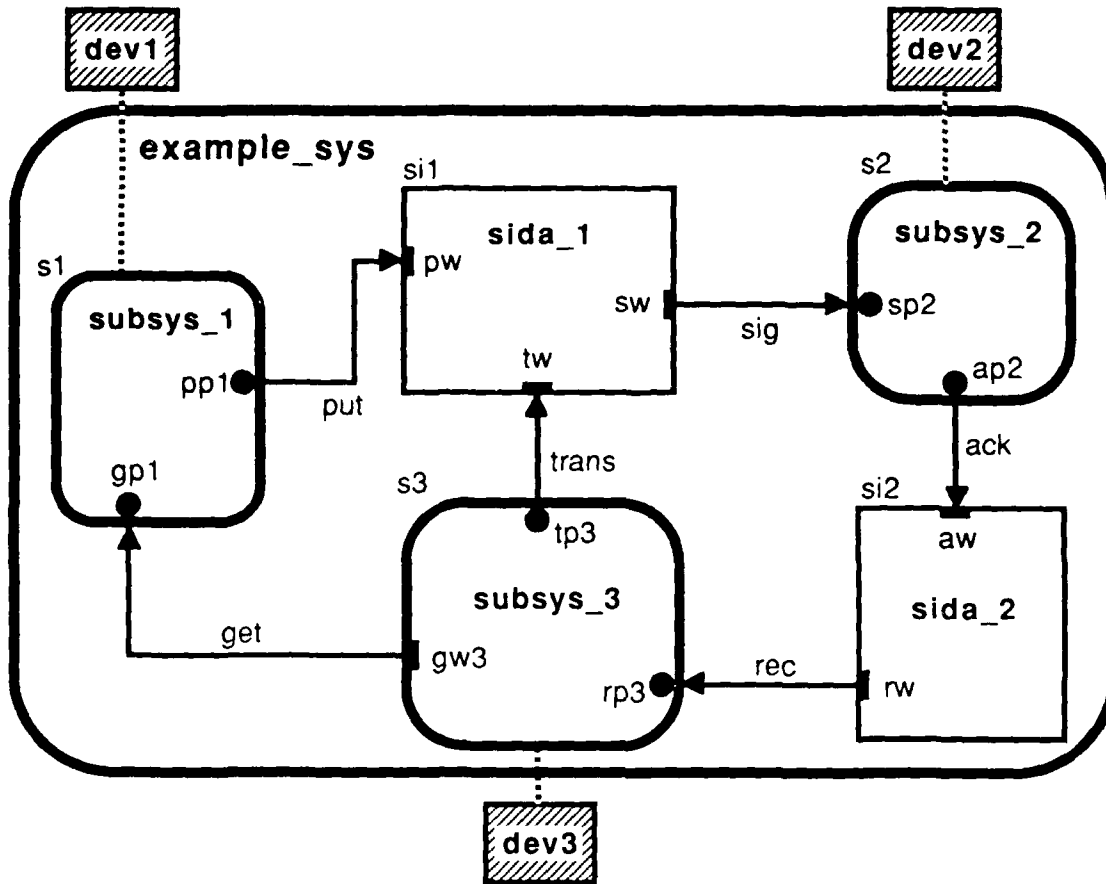 dev1
dev2
example_sys
si1
s2
sida_1
subsys_2
s1
pw
subsys_1
sw
sp2
sig
tw
pp1
ap2
put
ack
gp1
trans
s3
si2
tp3
aw
subsys_3
sida_2
get
gw3
rec
rp3
rw
dev3